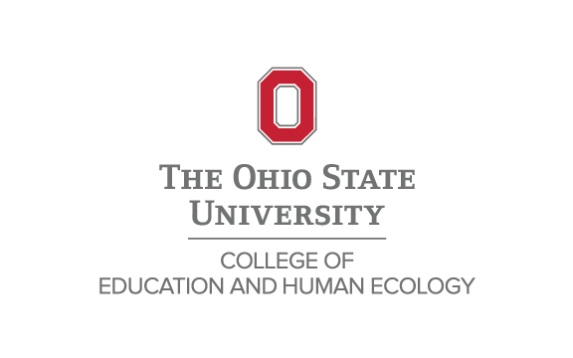 O
The Ohio State
University
COLLEGE OF
EDUCATION AND HUMAN ECOLOGY